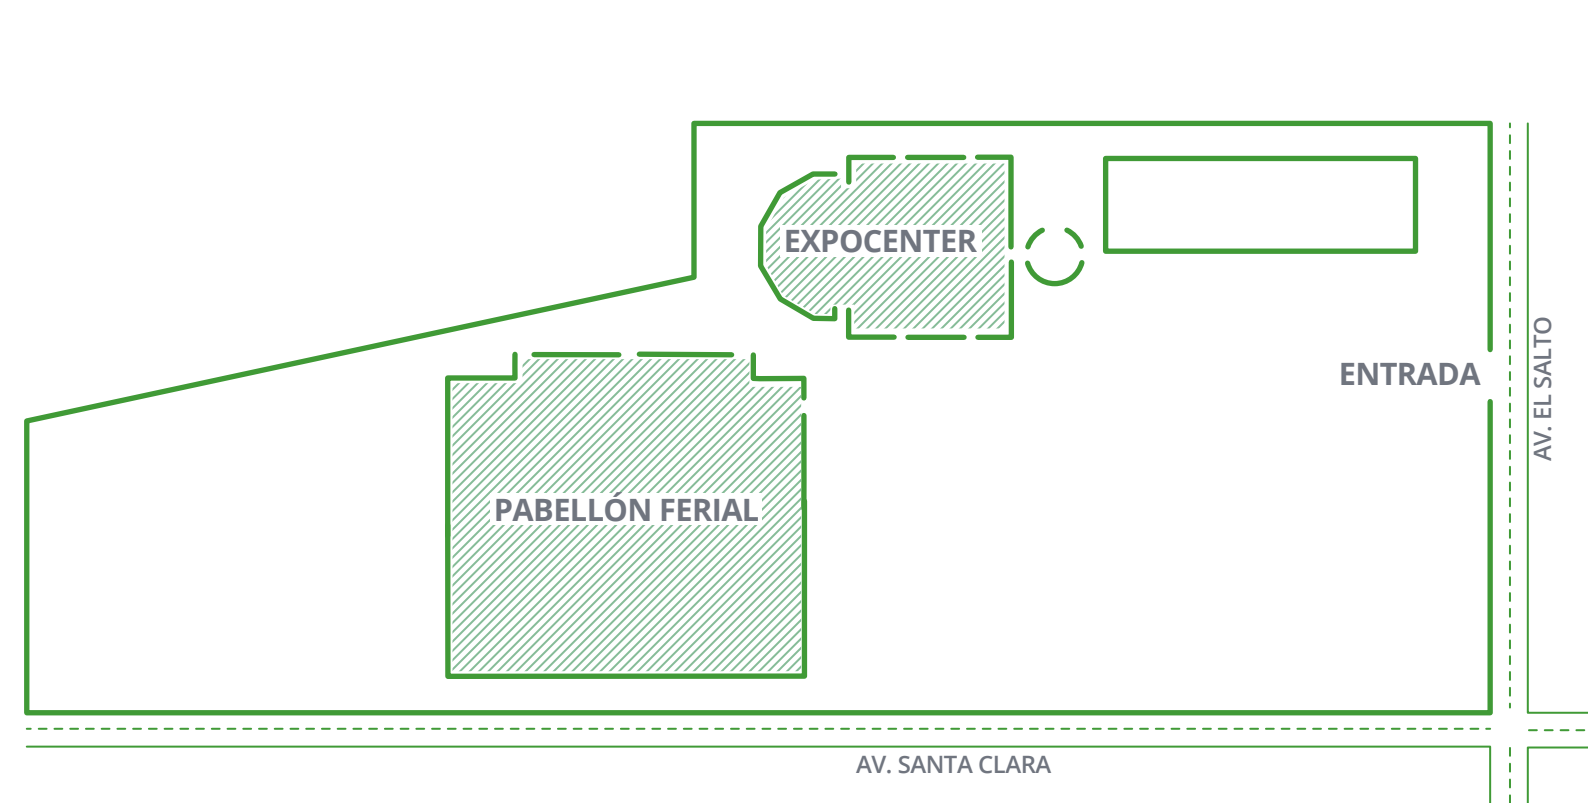 EXPOCENTER
ENTRADA
AV. EL SALTO
PABELLÓN FERIAL
AV. SANTA CLARA